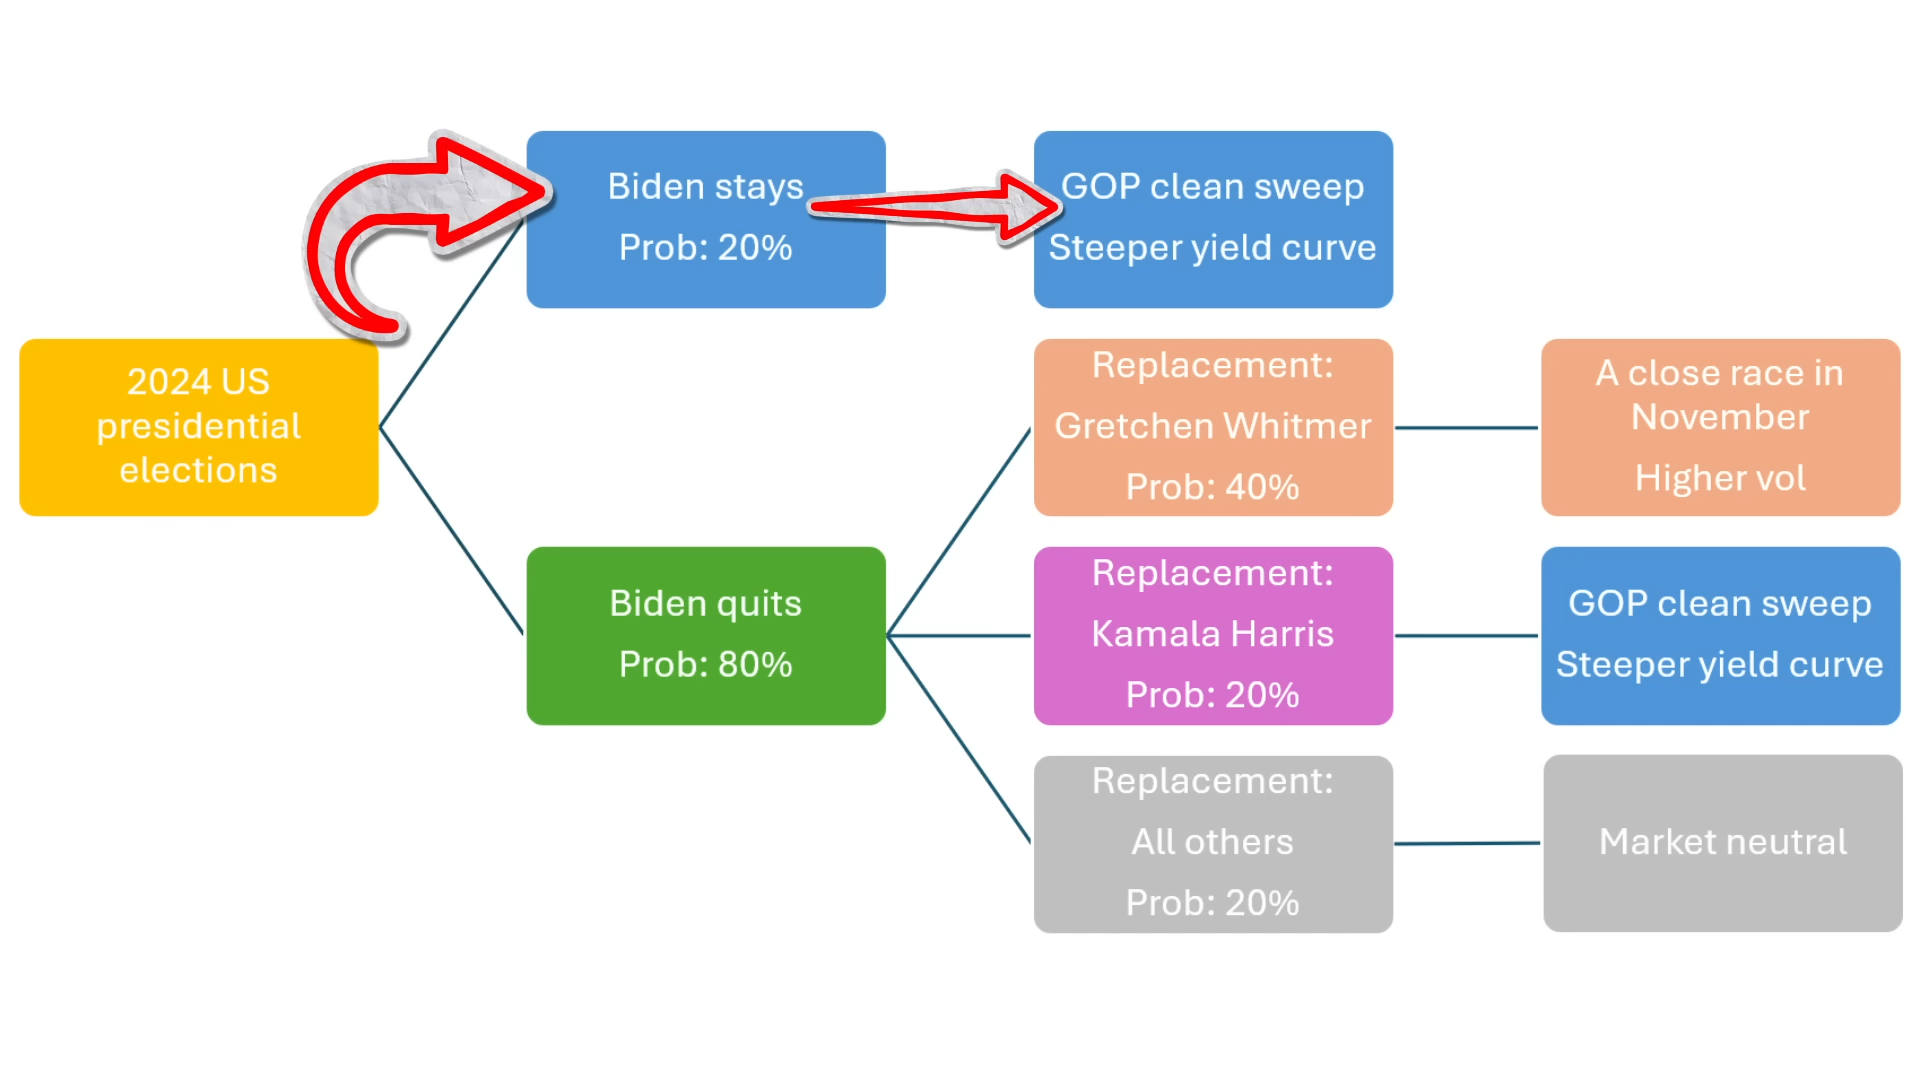 2024 US
presidential
elections
Biden stays
Prob: 20%
GOP clean sweep
Steeper yield curve
Biden quits
Prob: 80%
Replacement:
Gretchen Whitmer
Prob: 40%
A close race in
November
Higher vol
Replacement:
Kamala Harris
Prob: 20%
GOP clean sweep
Steeper yield curve
Replacement:
All others
Prob: 20%
Market neutral